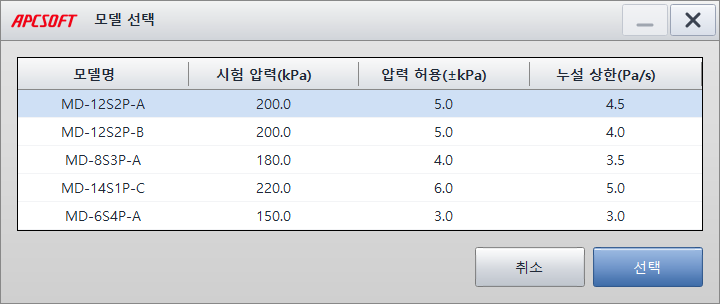 APCSOFT 모델 선택
모델명 시험 압력(kPa) 압력 허용(±kPa) 누설 상한(Pa/s)
MD-12S2P-A 200.0 5.0 4.5
MD-12S2P-B 200.0 5.0 4.0
MD-8S3P-A 180.0 4.0 3.5
MD-14S1P-C 220.0 6.0 5.0
MD-6S4P-A 150.0 3.0 3.0
취소 선택